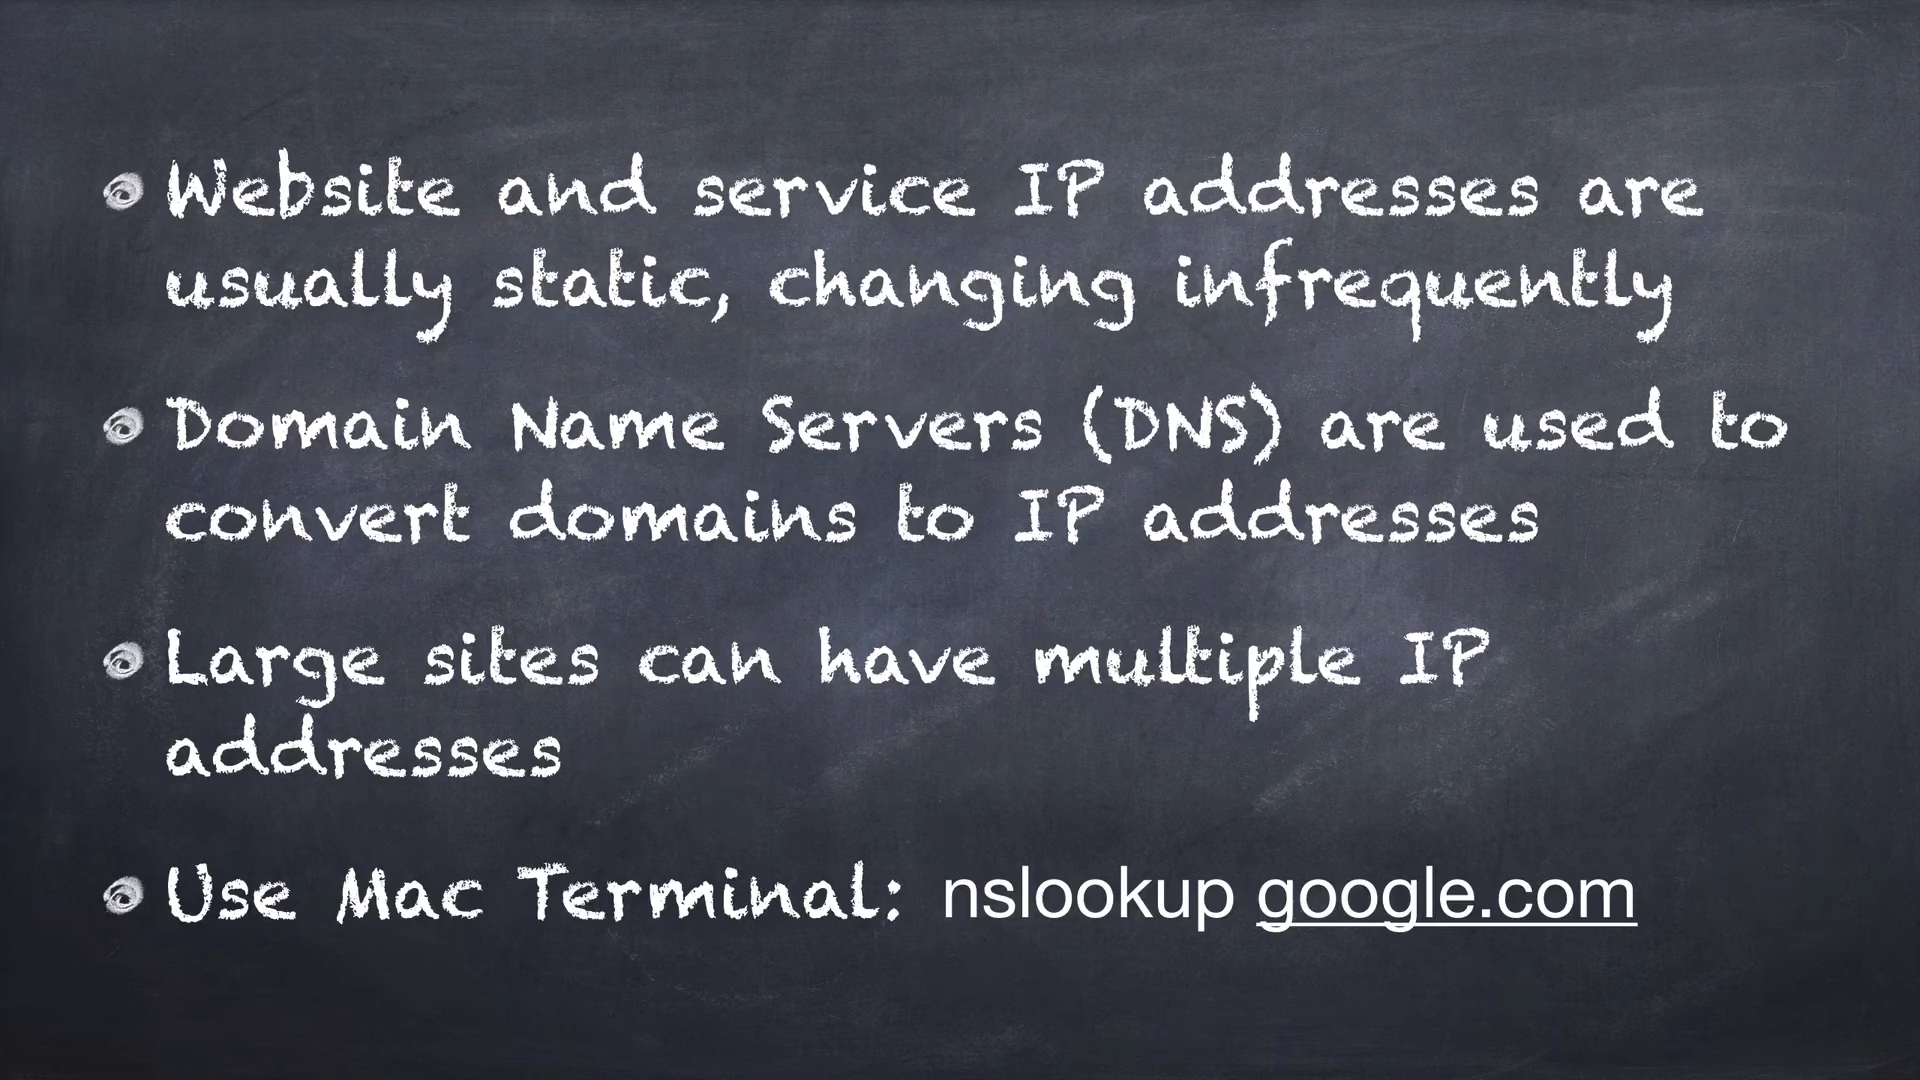 Website and service IP addresses are
usually static, changing infrequently
Domain Name Servers (DNS) are used to
convert domains to IP addresses
Large sites can have multiple IP
addresses
Use Mac Terminal: nslookup google.com